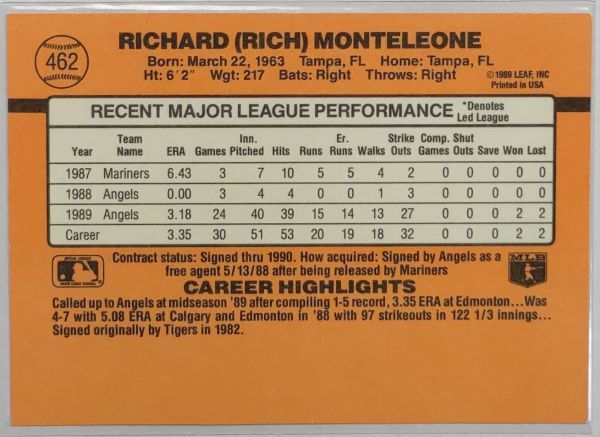 462
RICHARD (RICH) MONTELEONE
Born: March 22, 1963 Tampa, FL Home: Tampa, FL
Ht: 6'2" Wgt: 217 Bats: Right Throws: Right
©1989 LEAF, INC
Printed in USA
RECENT MAJOR LEAGUE PERFORMANCE *Denotes Led League
Year Team Name ERA Games Inn. Pitched Hits Runs Er. Runs Walks Strike Outs Comp. Games Shut Outs Save Won Lost
1987 Mariners 6.43 3 7 10 5 5 4 2 0 0 0 0 0
1988 Angels 0.00 3 4 4 0 0 1 3 0 0 0 0 0
1989 Angels 3.18 24 40 39 15 14 13 27 0 0 0 2 2
Career 3.35 30 51 53 20 19 18 32 0 0 0 2 2
Contract status: Signed thru 1990. How acquired: Signed by Angels as a
free agent 5/13/88 after being released by Mariners
MLB
CAREER HIGHLIGHTS
Called up to Angels at midseason '89 after compiling 1-5 record, 3.35 ERA at Edmonton...Was
4-7 with 5.08 ERA at Calgary and Edmonton in '88 with 97 strikeouts in 122 1/3 innings...
Signed originally by Tigers in 1982.